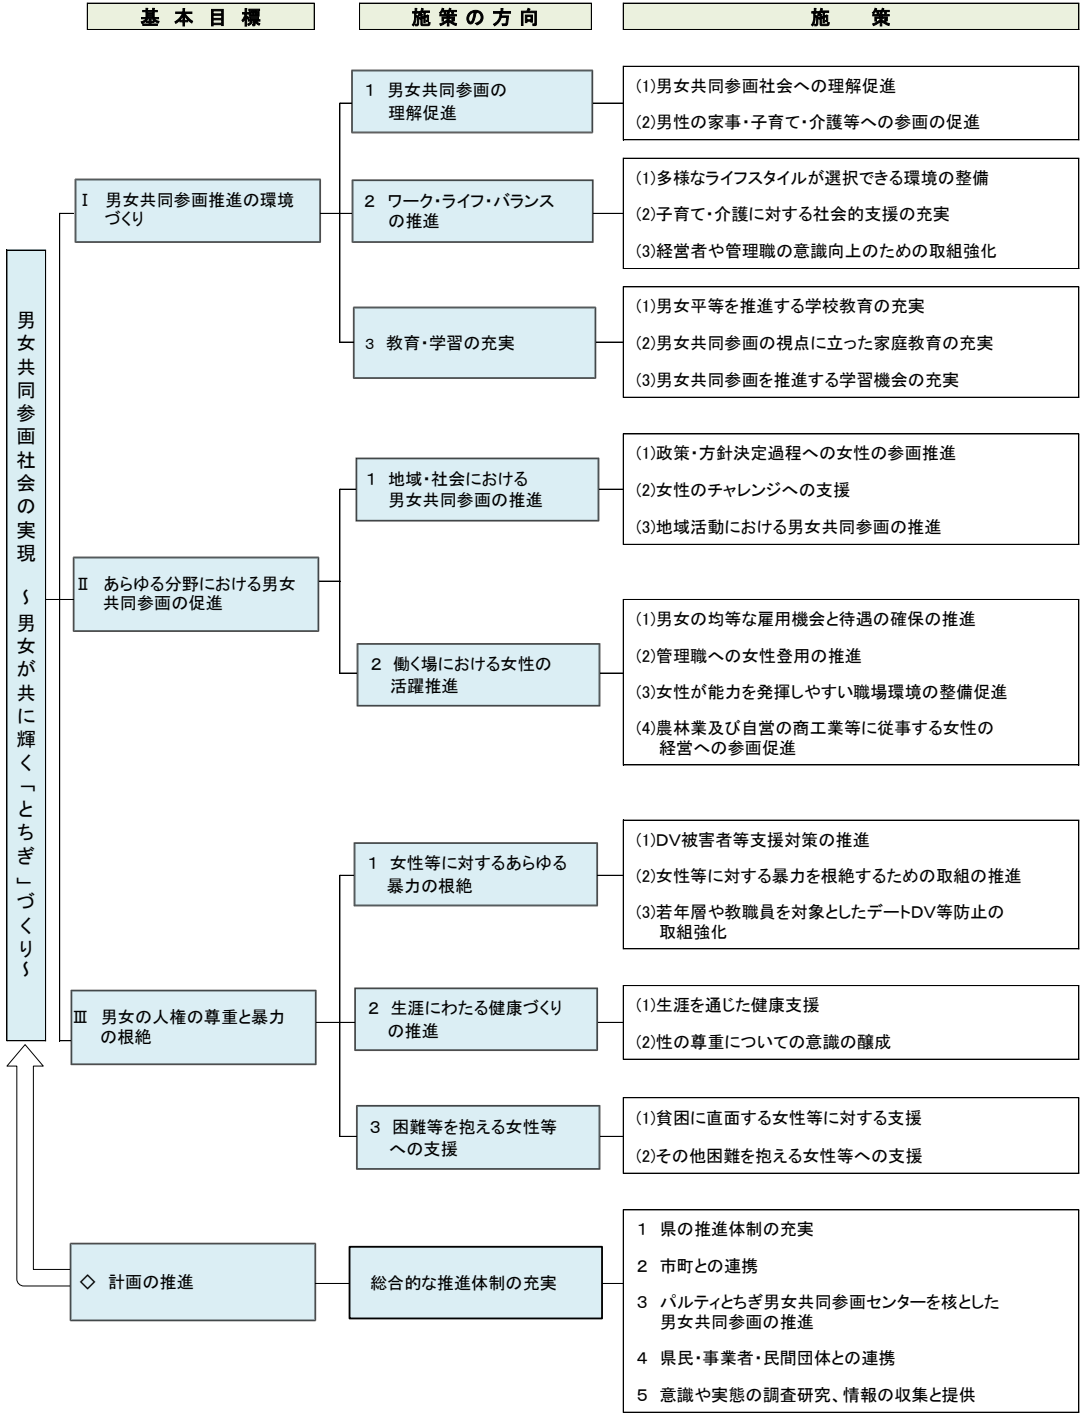 基本目標
施策の方向
施策
男女共同参画社会の実現 ～男女が共に輝く「とちぎ」づくり～
Ⅰ 男女共同参画推進の環境
づくり
1 男女共同参画の
理解促進
(1)男女共同参画社会への理解促進
(2)男性の家事・子育て・介護等への参画の促進
2 ワーク・ライフ・バランス
の推進
(1)多様なライフスタイルが選択できる環境の整備
(2)子育て・介護に対する社会的支援の充実
(3)経営者や管理職の意識向上のための取組強化
3 教育・学習の充実
(1)男女平等を推進する学校教育の充実
(2)男女共同参画の視点に立った家庭教育の充実
(3)男女共同参画を推進する学習機会の充実
Ⅱ あらゆる分野における男女
共同参画の促進
1 地域・社会における
男女共同参画の推進
(1)政策・方針決定過程への女性の参画推進
(2)女性のチャレンジへの支援
(3)地域活動における男女共同参画の推進
2 働く場における女性の
活躍推進
(1)男女の均等な雇用機会と待遇の確保の推進
(2)管理職への女性登用の推進
(3)女性が能力を発揮しやすい職場環境の整備促進
(4)農林業及び自営の商工業等に従事する女性の
経営への参画促進
Ⅲ 男女の人権の尊重と暴力
の根絶
1 女性等に対するあらゆる
暴力の根絶
(1)DV被害者等支援対策の推進
(2)女性等に対する暴力を根絶するための取組の推進
(3)若年層や教職員を対象としたデートDV等防止の
取組強化
2 生涯にわたる健康づくり
の推進
(1)生涯を通じた健康支援
(2)性の尊重についての意識の醸成
3 困難等を抱える女性等
への支援
(1)貧困に直面する女性等に対する支援
(2)その他困難を抱える女性等への支援
◇ 計画の推進
総合的な推進体制の充実
1 県の推進体制の充実
2 市町との連携
3 パルティとちぎ男女共同参画センターを核とした
男女共同参画の推進
4 県民・事業者・民間団体との連携
5 意識や実態の調査研究、情報の収集と提供